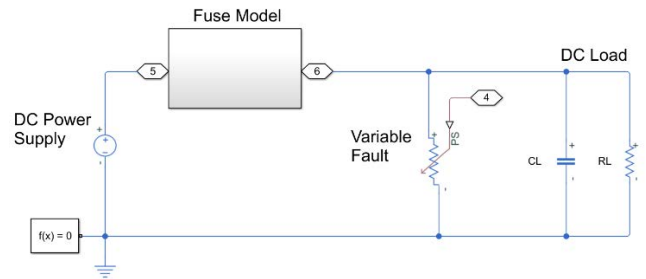 Fuse Model
5
6
DC Load
4
DC Power
Supply
+
+
-
Variable
Fault
+
PS
-
CL
+
-
RL
+
-
f(x) = 0